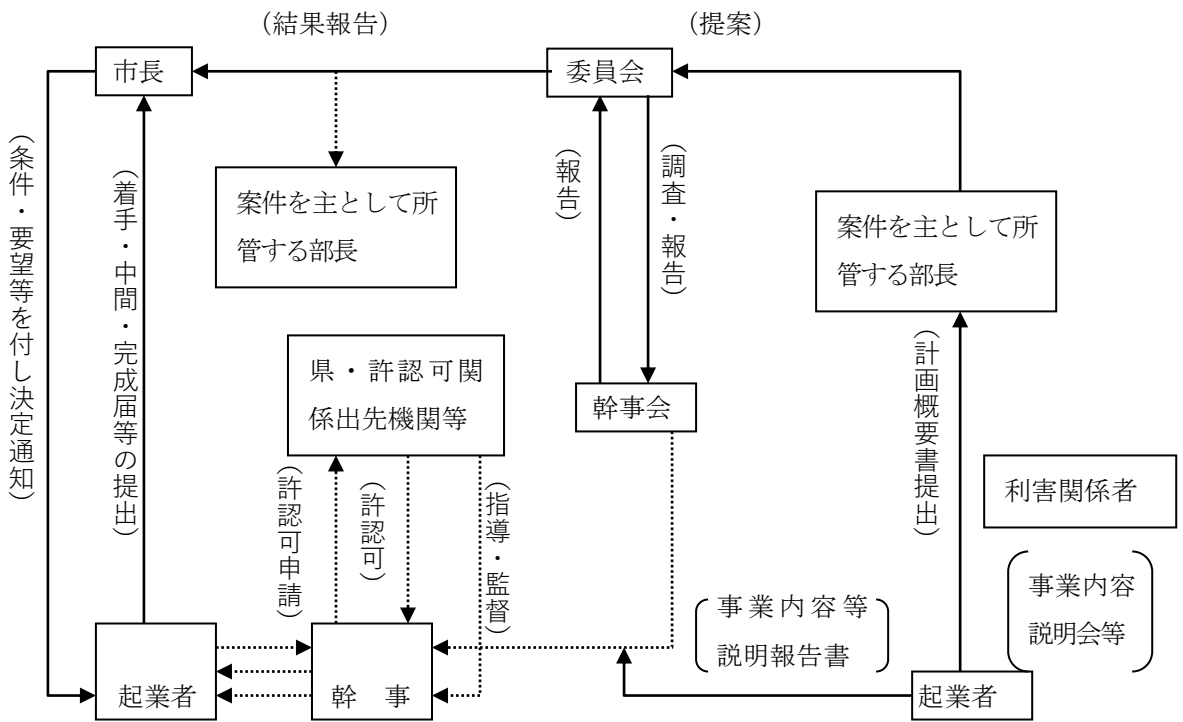 （結果報告）
（提案）
市長
委員会
（条件・要望等を付し決定通知）
（着手・中間・完成届等の提出）
案件を主として所
管する部長
（報告）
（調査・報告）
案件を主として所
管する部長
県・許認可関
係出先機関等
幹事会
（計画概要書提出）
利害関係者
（許認可申請）
（許認可）
（指導・監督）
事業内容等
説明報告書
事業内容
説明会等
起業者
幹　事
起業者